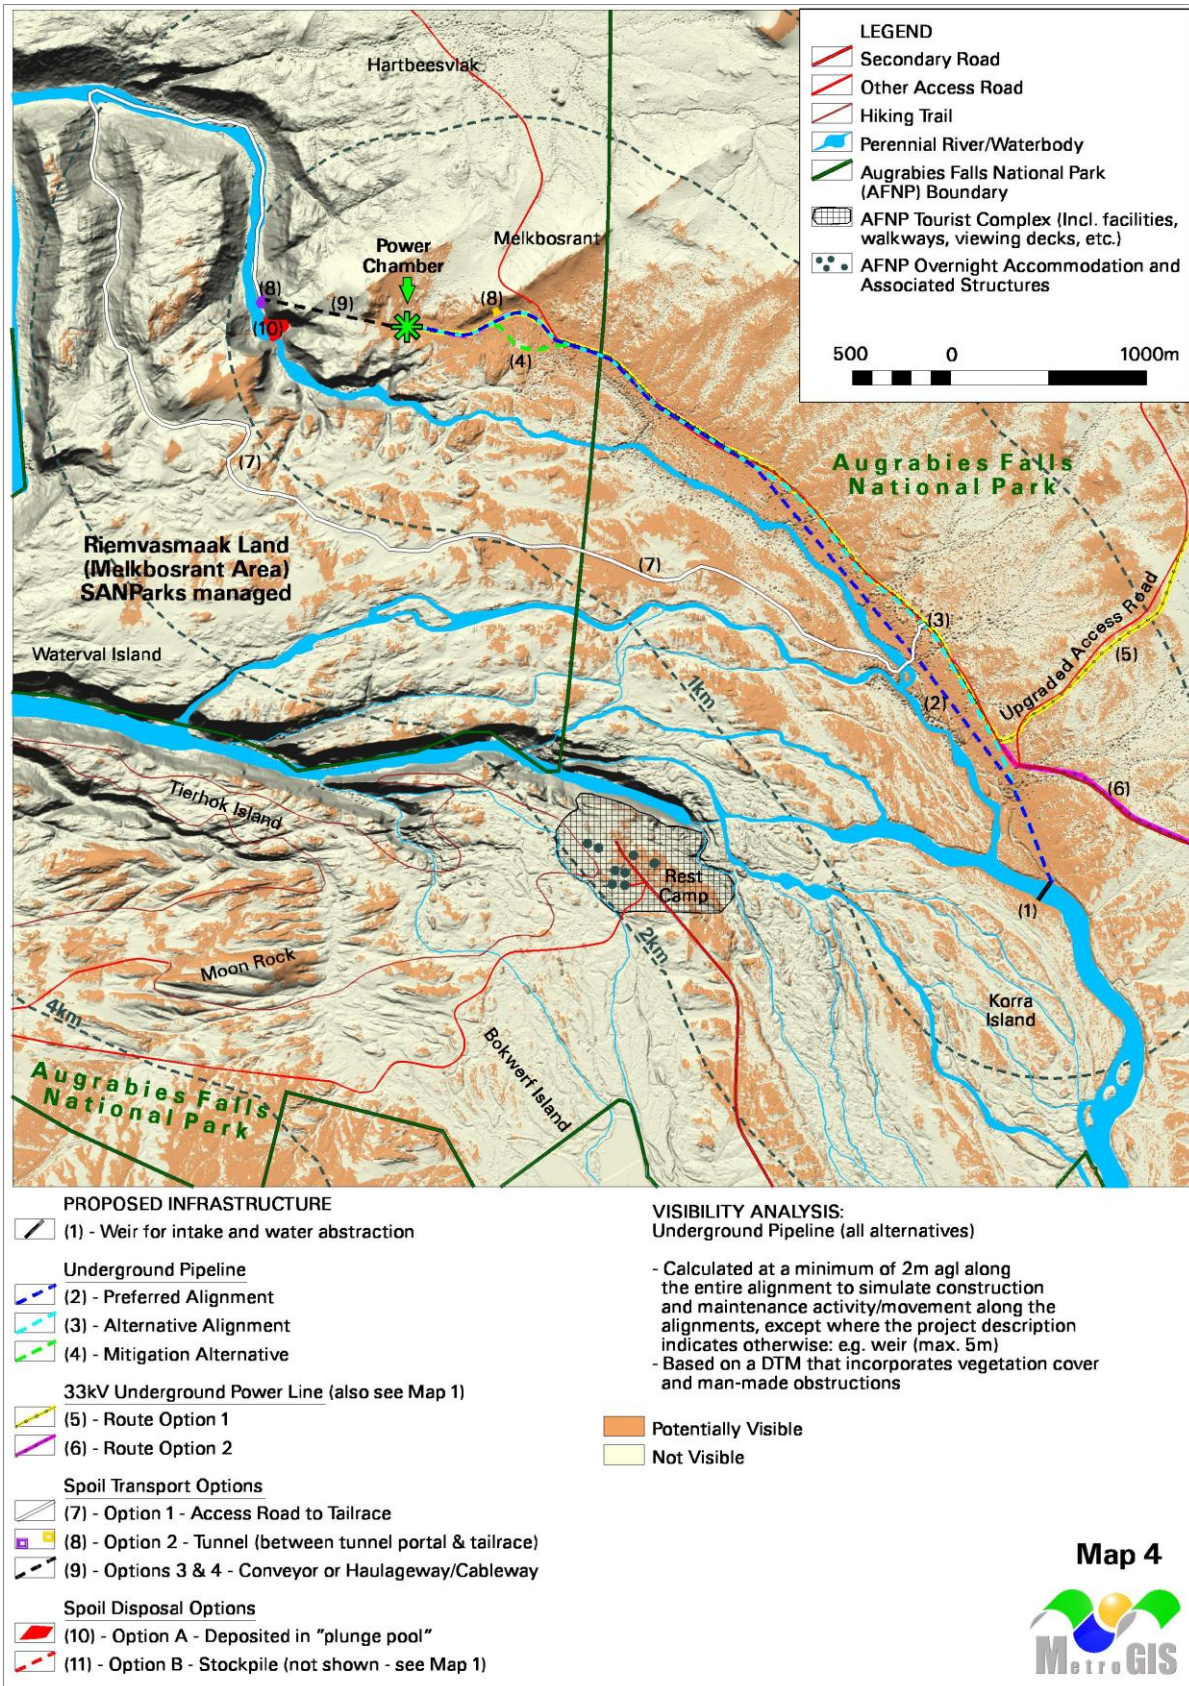 Hartbeesvlak
Melkbosrant
Power
Chamber
(8)
(9)
(8)
(10)
(4)
LEGEND
Secondary Road
Other Access Road
Hiking Trail
Perennial River/Waterbody
Augrabies Falls National Park
(AFNP) Boundary
AFNP Tourist Complex (Incl. facilities,
walkways, viewing decks, etc.)
AFNP Overnight Accommodation and
Associated Structures
500 0 1000m
Augrabies Falls
National Park
(7)
Riemvasmaak Land
(Melkbosrant Area)
SANParks managed
(7)
(3)
Upgraded Access Road
(5)
Waterval Island
1km
(2)
(6)
Tierhok Island
Rest
Camp
(1)
2km
Moon Rock
4km
Korra
Island
Bokwerf Island
Augrabies Falls
National Park
PROPOSED INFRASTRUCTURE
(1) - Weir for intake and water abstraction
Underground Pipeline
(2) - Preferred Alignment
(3) - Alternative Alignment
(4) - Mitigation Alternative
33kV Underground Power Line (also see Map 1)
(5) - Route Option 1
(6) - Route Option 2
Spoil Transport Options
(7) - Option 1 - Access Road to Tailrace
(8) - Option 2 - Tunnel (between tunnel portal & tailrace)
(9) - Options 3 & 4 - Conveyor or Haulageway/Cableway
Spoil Disposal Options
(10) - Option A - Deposited in "plunge pool"
(11) - Option B - Stockpile (not shown - see Map 1)
VISIBILITY ANALYSIS:
Underground Pipeline (all alternatives)
- Calculated at a minimum of 2m agl along
the entire alignment to simulate construction
and maintenance activity/movement along the
alignments, except where the project description
indicates otherwise: e.g. weir (max. 5m)
- Based on a DTM that incorporates vegetation cover
and man-made obstructions
Potentially Visible
Not Visible
Map 4
MetroGIS